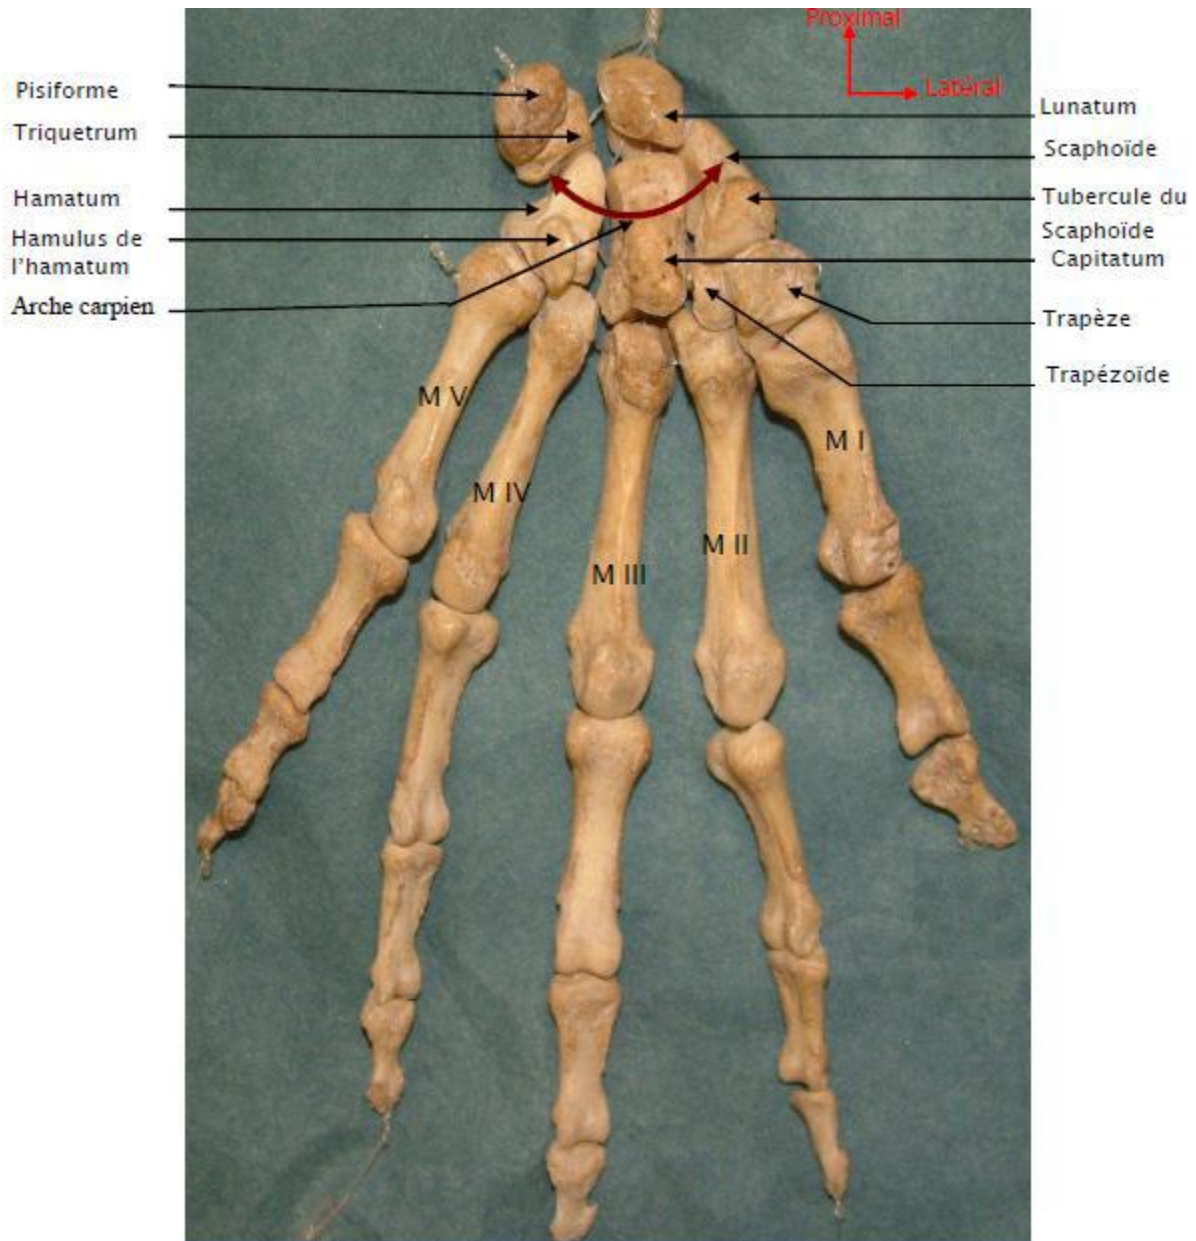 Proximal
Latéral
Pisiforme
Triquetrum
Hamatum
Hamulus de
l'hamatum
Arche carpien
Lunatum
Scaphoïde
Tubercule du
Scaphoïde
Capitatum
Trapèze
Trapézoïde
M V
M IV
M III
M II
M I